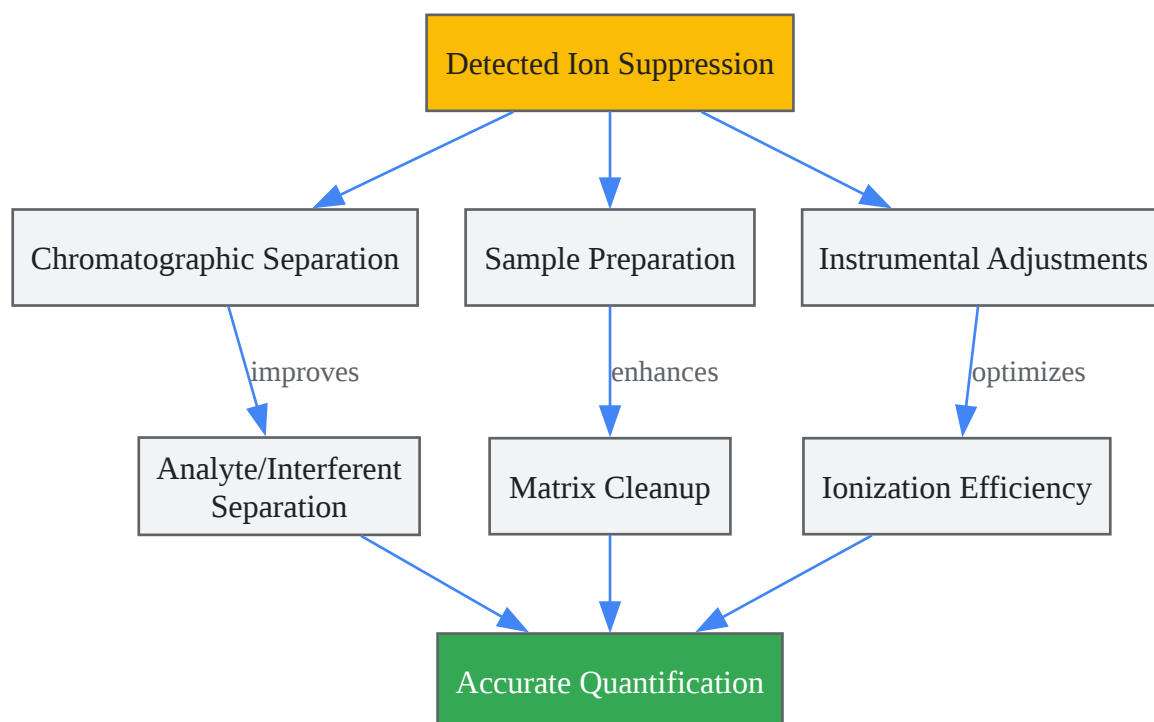 Detected Ion Suppression
Chromatographic Separation
Sample Preparation
Instrumental Adjustments
improves
enhances
optimizes
Analyte/Interferent
Separation
Matrix Cleanup
Ionization Efficiency
Accurate Quantification